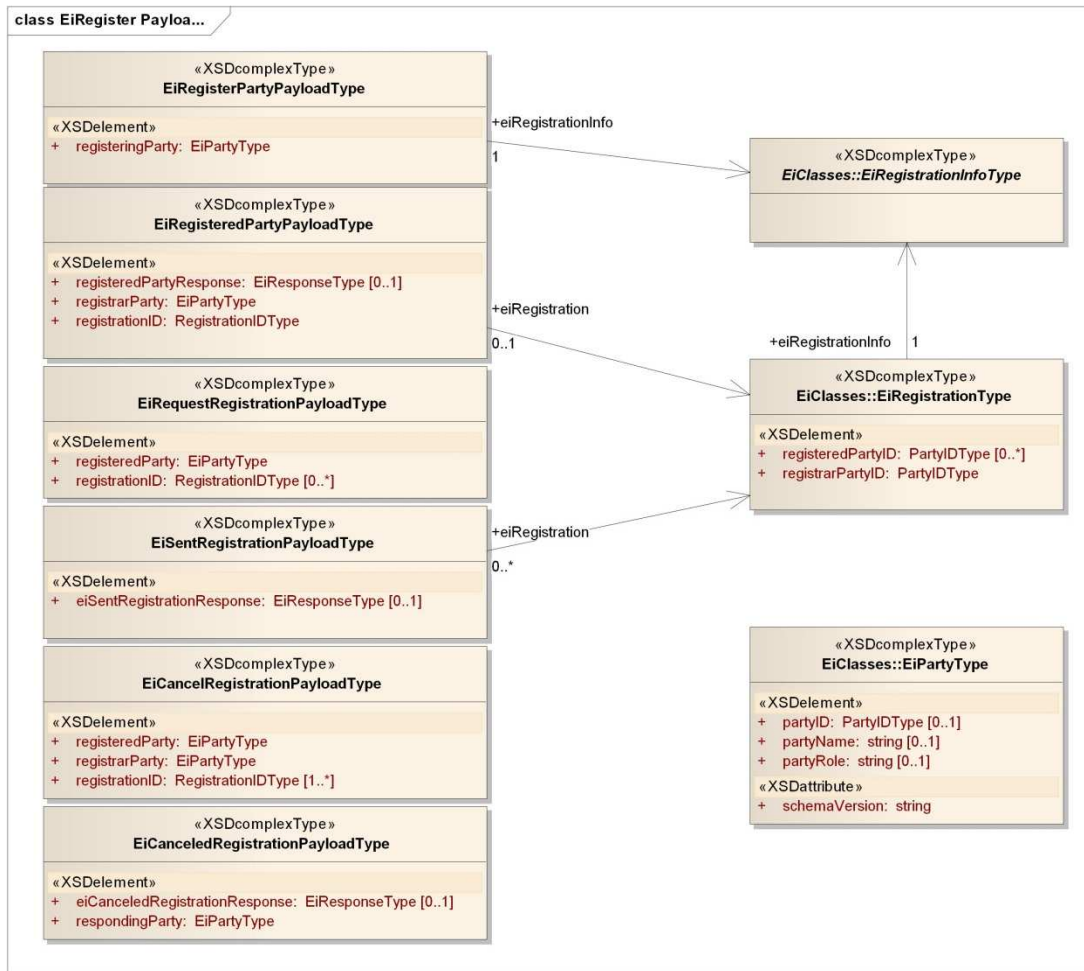 class EiRegister Payloa...
«XSDcomplexType»
EiRegisterPartyPayloadType
«XSDelement»
+ registeringParty: EiPartyType
+eiRegistrationInfo
1
«XSDcomplexType»
EiClasses::EiRegistrationInfoType
«XSDcomplexType»
EiRegisteredPartyPayloadType
«XSDelement»
+ registeredPartyResponse: EiResponseType [0..1]
+ registrarParty: EiPartyType
+ registrationID: RegistrationIDType
+eiRegistration
0..1
+eiRegistrationInfo
1
«XSDcomplexType»
EiClasses::EiRegistrationType
«XSDelement»
+ registeredPartyID: PartyIDType [0..*]
+ registrarPartyID: PartyIDType
«XSDcomplexType»
EiRequestRegistrationPayloadType
«XSDelement»
+ registeredParty: EiPartyType
+ registrationID: RegistrationIDType [0..*]
«XSDcomplexType»
EiSentRegistrationPayloadType
«XSDelement»
+ eiSentRegistrationResponse: EiResponseType [0..1]
+eiRegistration
0..*
«XSDcomplexType»
EiCancelRegistrationPayloadType
«XSDelement»
+ registeredParty: EiPartyType
+ registrarParty: EiPartyType
+ registrationID: RegistrationIDType [1..*]
«XSDcomplexType»
EiClasses::EiPartyType
«XSDelement»
+ partyID: PartyIDType [0..1]
+ partyName: string [0..1]
+ partyRole: string [0..1]
«XSDattribute»
+ schemaVersion: string
«XSDcomplexType»
EiCanceledRegistrationPayloadType
«XSDelement»
+ eiCanceledRegistrationResponse: EiResponseType [0..1]
+ respondingParty: EiPartyType